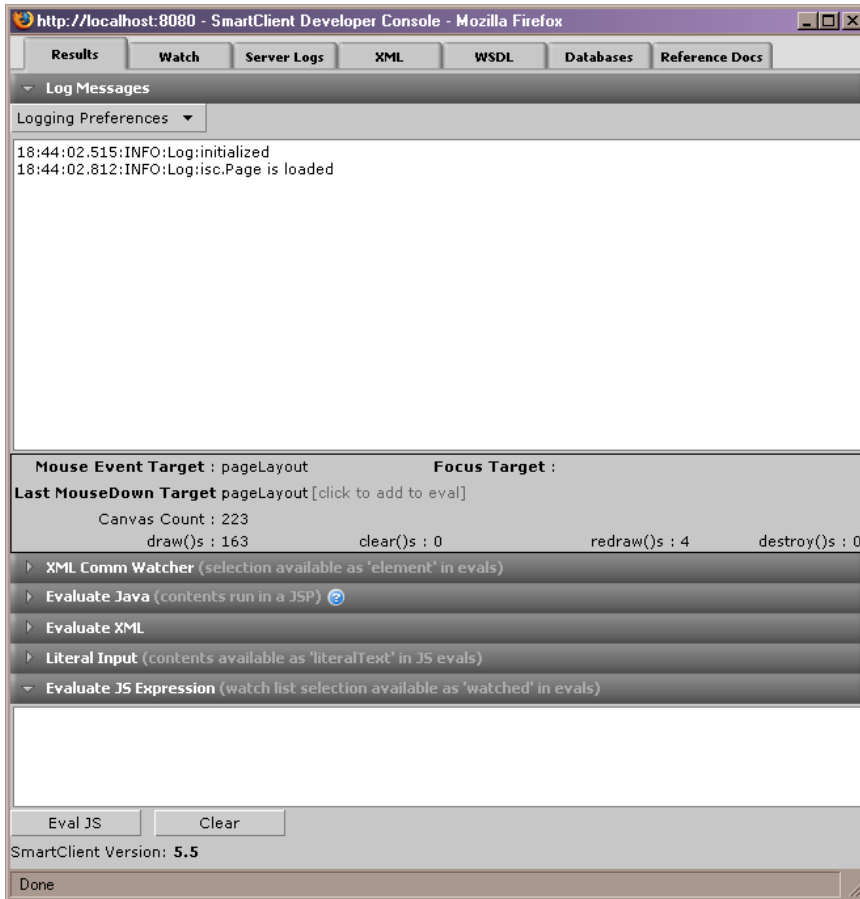 http://localhost:8080 - SmartClient Developer Console - Mozilla Firefox
Results Watch Server Logs XML WSDL Databases Reference Docs
Log Messages
Logging Preferences
18:44:02.515:INFO:Log:initialized
18:44:02.812:INFO:Log:isc.Page is loaded
Mouse Event Target : pageLayout Focus Target :
Last MouseDown Target pageLayout [click to add to eval]
Canvas Count : 223
draw()s : 163 clear()s : 0 redraw()s : 4 destroy()s : 0
XML Comm Watcher (selection available as 'element' in evals)
Evaluate Java (contents run in a JSP) ?
Evaluate XML
Literal Input (contents available as 'literalText' in JS evals)
Evaluate JS Expression (watch list selection available as 'watched' in evals)
Eval JS Clear
SmartClient Version: 5.5
Done